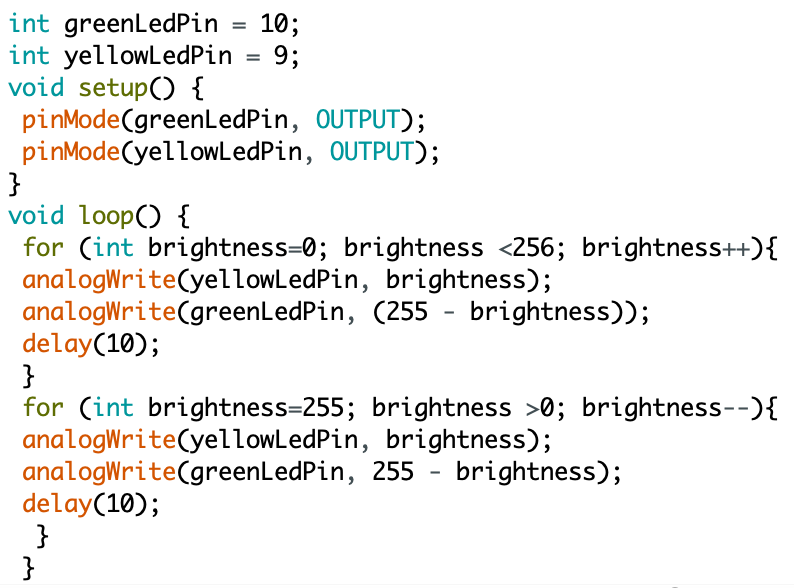 int greenLedPin = 10;
int yellowLedPin = 9;
void setup() {
pinMode(greenLedPin, OUTPUT);
pinMode(yellowLedPin, OUTPUT);
}
void loop() {
for (int brightness=0; brightness <256; brightness++){
analogWrite(yellowLedPin, brightness);
analogWrite(greenLedPin, (255 - brightness));
delay(10);
}
for (int brightness=255; brightness >0; brightness--){
analogWrite(yellowLedPin, brightness);
analogWrite(greenLedPin, 255 - brightness);
delay(10);
}
}